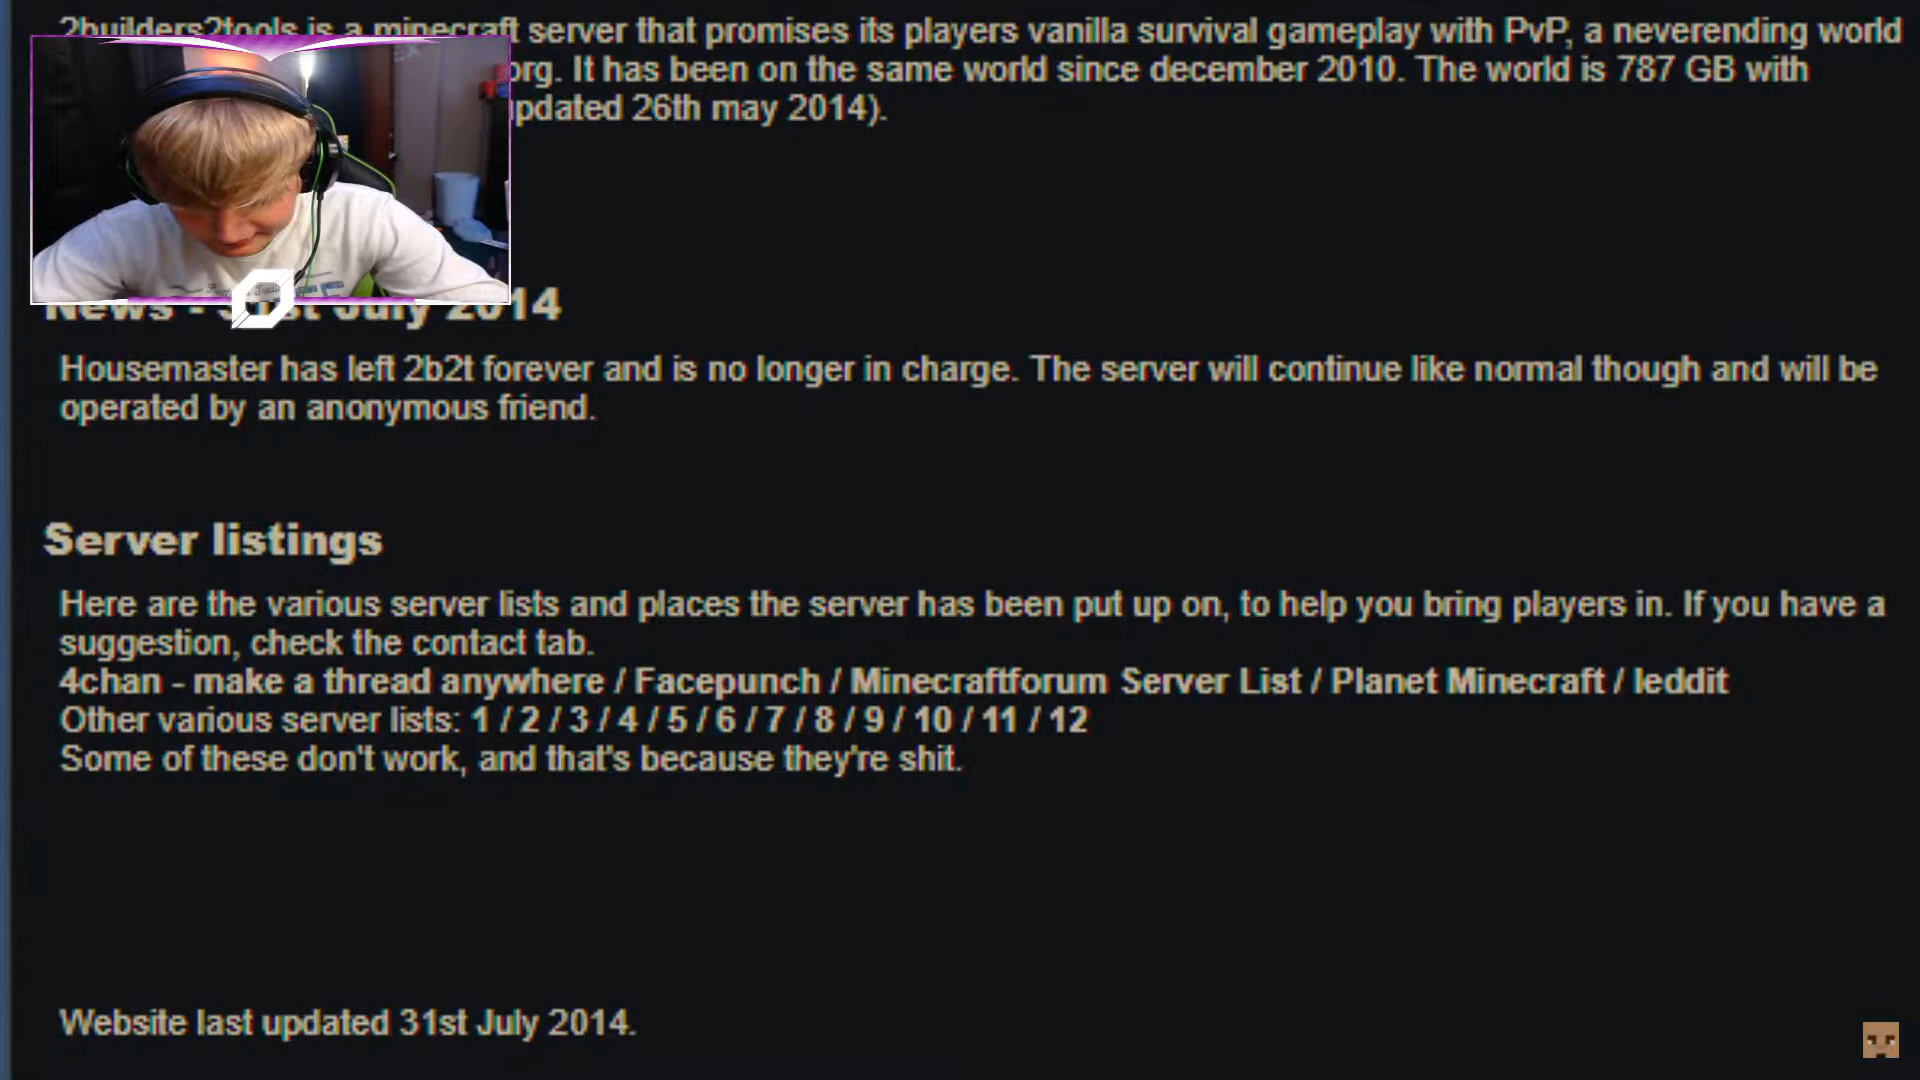 2builders2tools is a minecraft server that promises its players vanilla survival gameplay with PvP, a neverending world
org. It has been on the same world since december 2010. The world is 787 GB with
updated 26th may 2014).
News - 31st July 2014
Housemaster has left 2b2t forever and is no longer in charge. The server will continue like normal though and will be
operated by an anonymous friend.
Server listings
Here are the various server lists and places the server has been put up on, to help you bring players in. If you have a
suggestion, check the contact tab.
4chan - make a thread anywhere / Facepunch / Minecraftforum Server List / Planet Minecraft / leddit
Other various server lists: 1 / 2 / 3 / 4 / 5 / 6 / 7 / 8 / 9 / 10 / 11 / 12
Some of these don't work, and that's because they're shit.
Website last updated 31st July 2014.